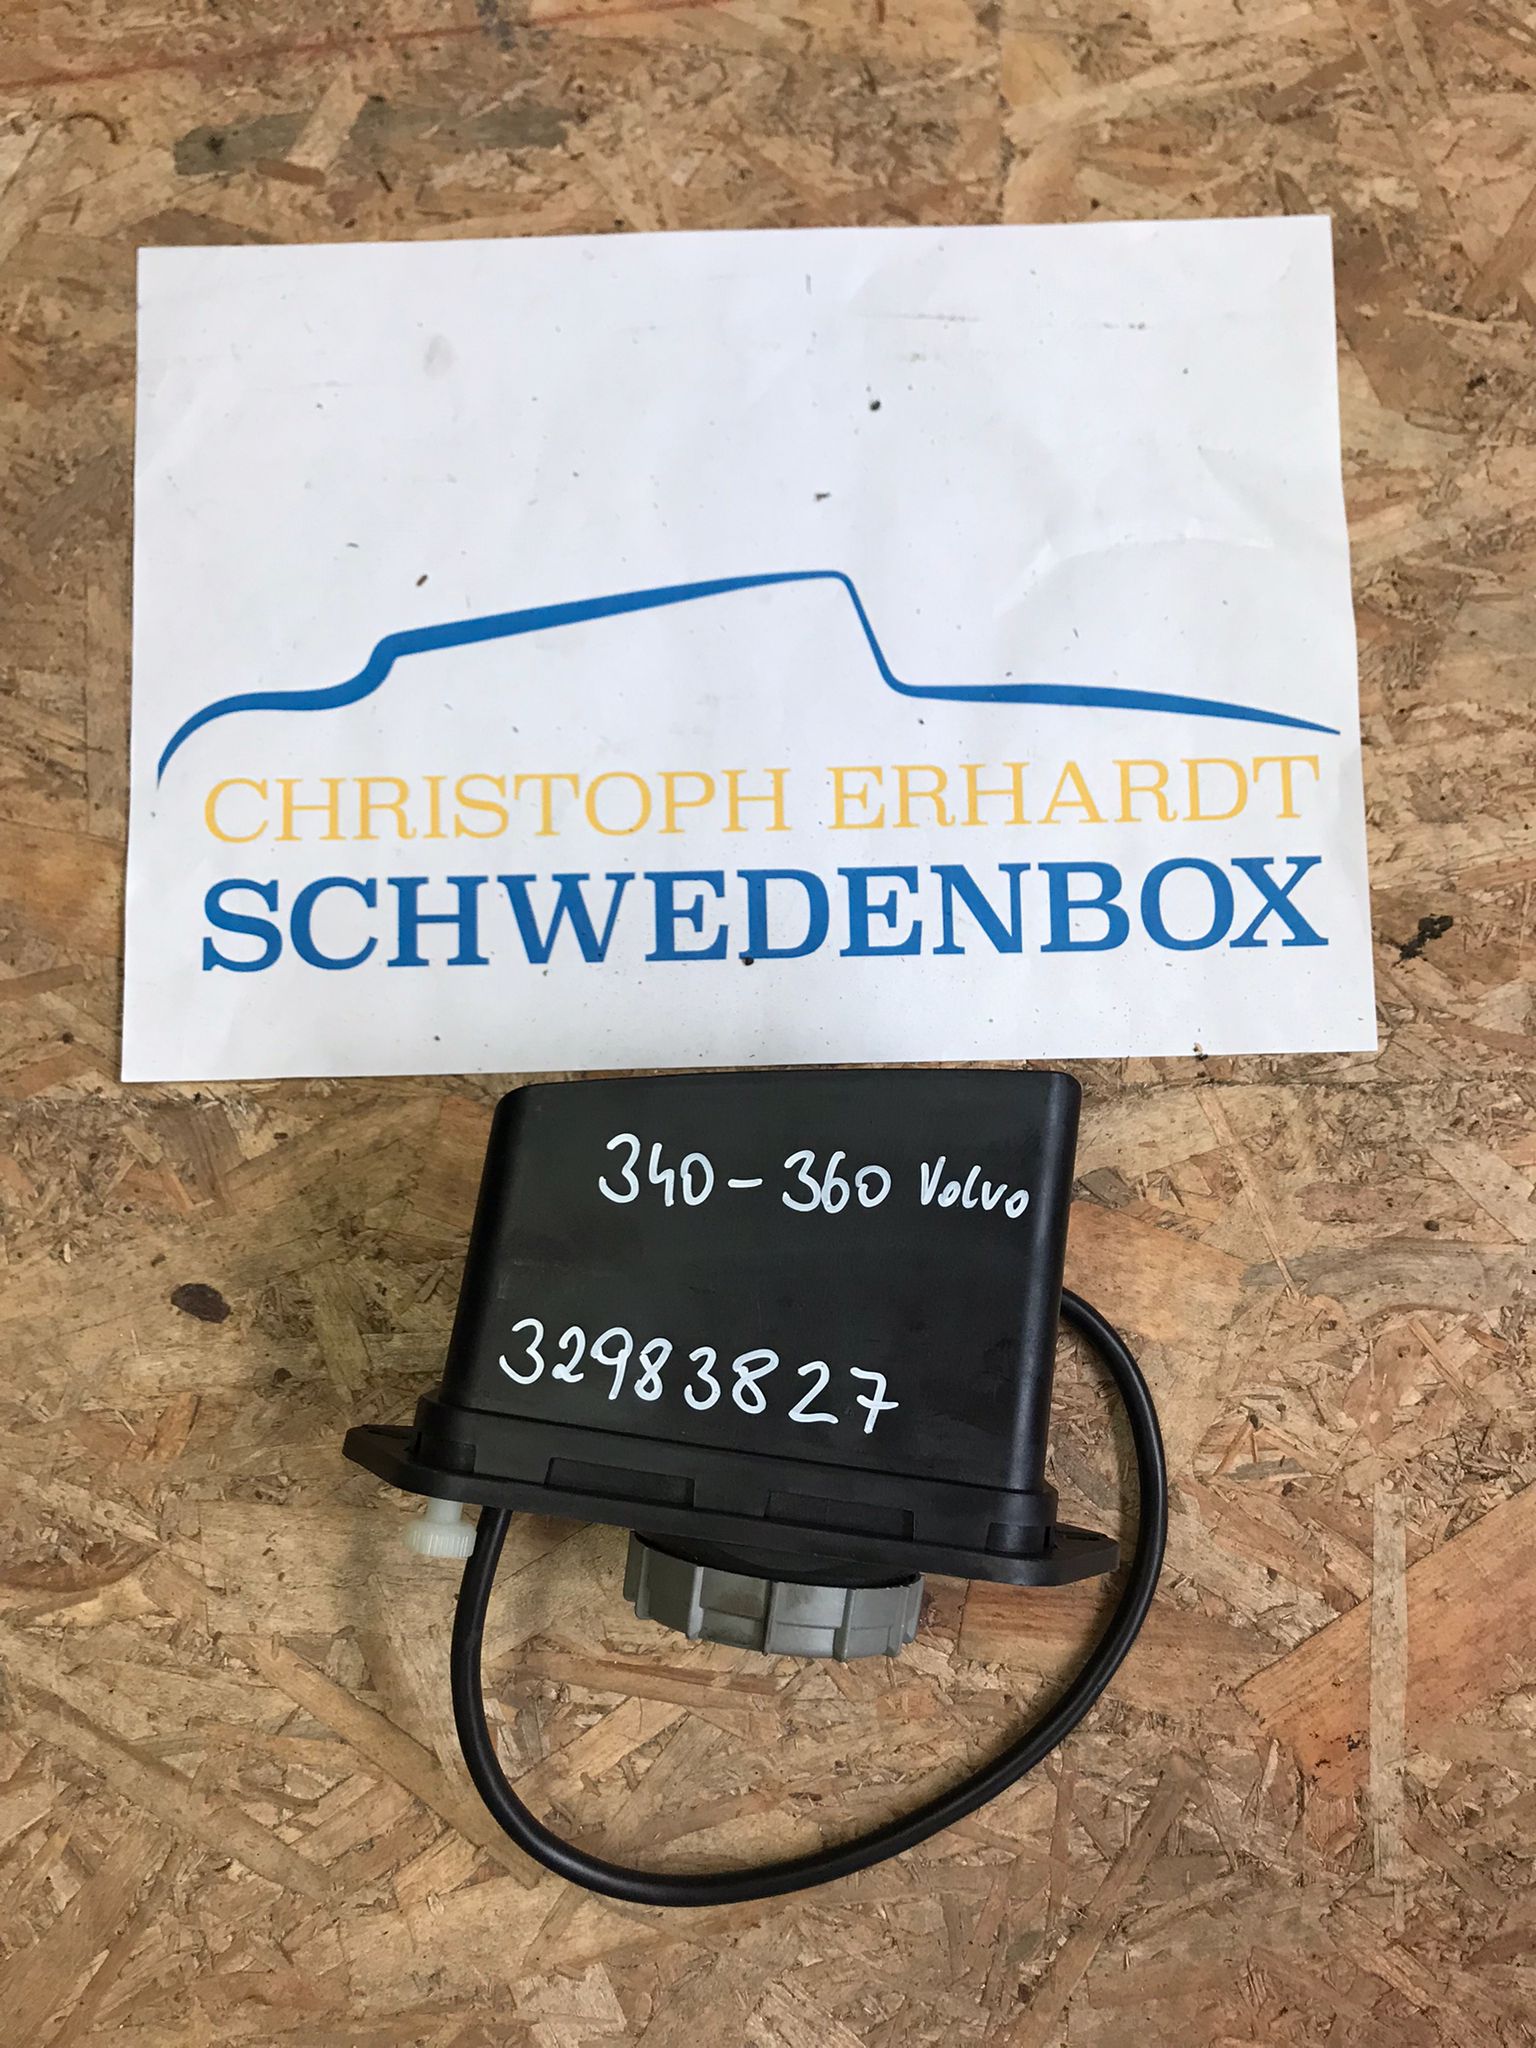 CHRISTOPH ERHARDT
SCHWEDENBOX
340-360 Volvo
32983827